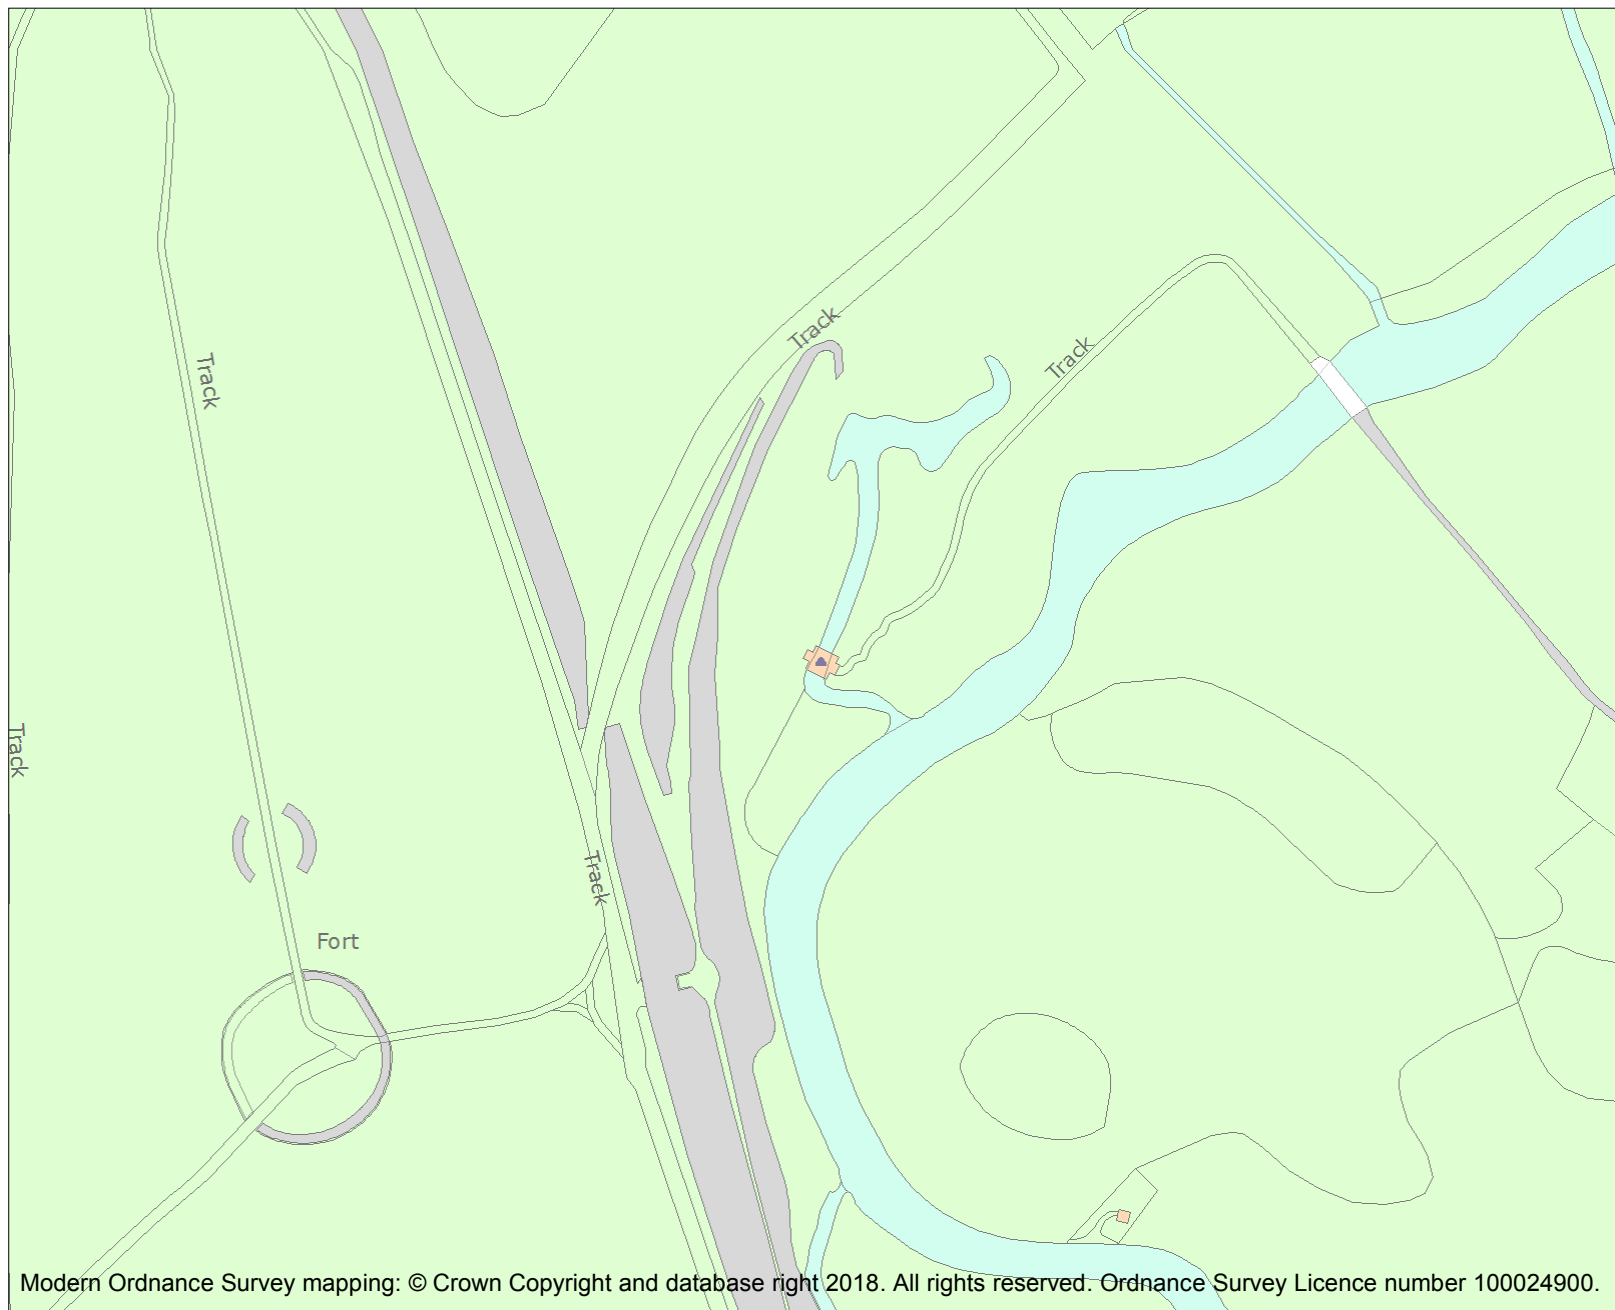 Track
Track
Track
Track
Track
Fort
Modern Ordnance Survey mapping: © Crown Copyright and database right 2018. All rights reserved. Ordnance Survey Licence number 100024900.